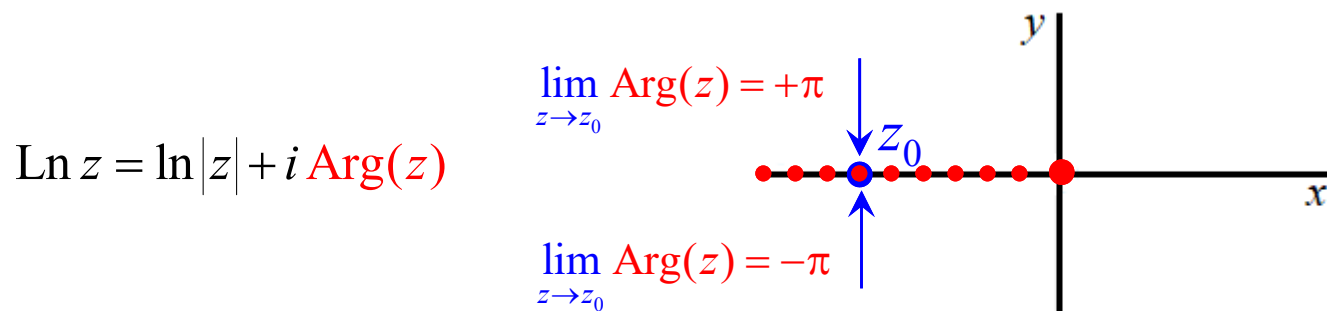 Ln z = ln|z| + i Arg(z)
lim Arg(z) = +π
z→z₀
z₀
lim Arg(z) = −π
z→z₀
y
x